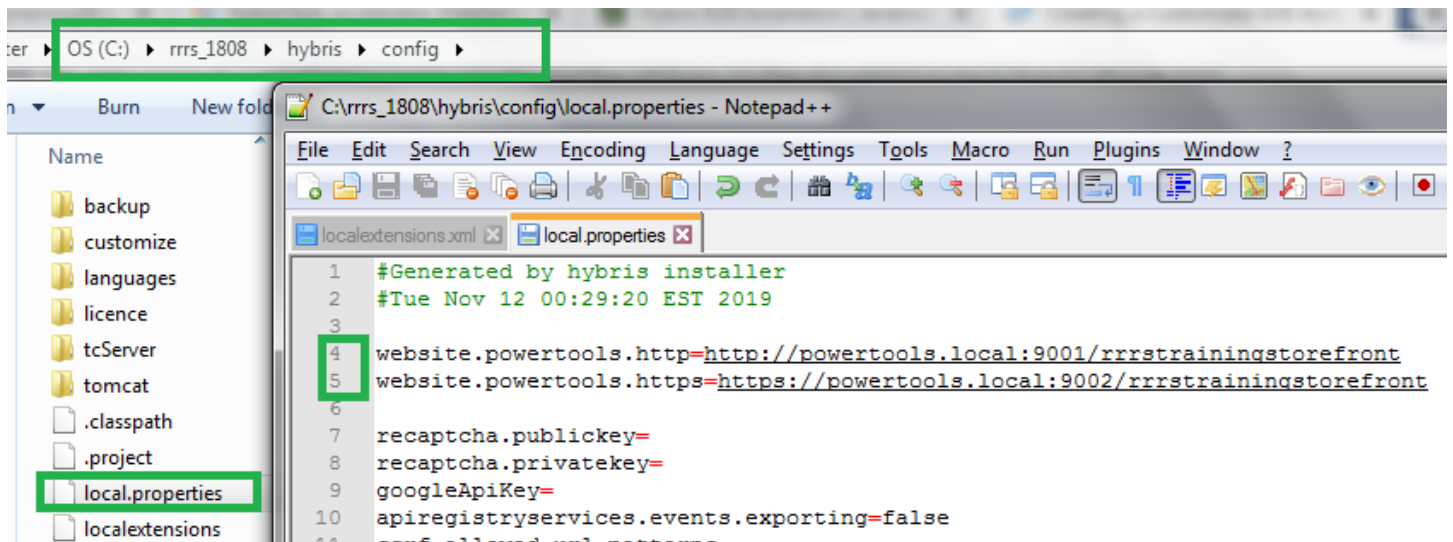 OS (C:) rrrs_1808 hybris config
Burn New fold
C:\rrrs_1808\hybris\config\local.properties - Notepad++
File Edit Search View Encoding Language Settings Tools Macro Run Plugins Window ?
Name
backup
customize
languages
licence
tcServer
tomcat
.classpath
.project
local.properties
localextensions
localextensions.xml local.properties
1 #Generated by hybris installer
2 #Tue Nov 12 00:29:20 EST 2019
3
4 website.powertools.http=http://powertools.local:9001/rrrstrainingstorefront
5 website.powertools.https=https://powertools.local:9002/rrrstrainingstorefront
6
7 recaptcha.publickey=
8 recaptcha.privatekey=
9 googleApiKey=
10 apiregistryservices.events.exporting=false